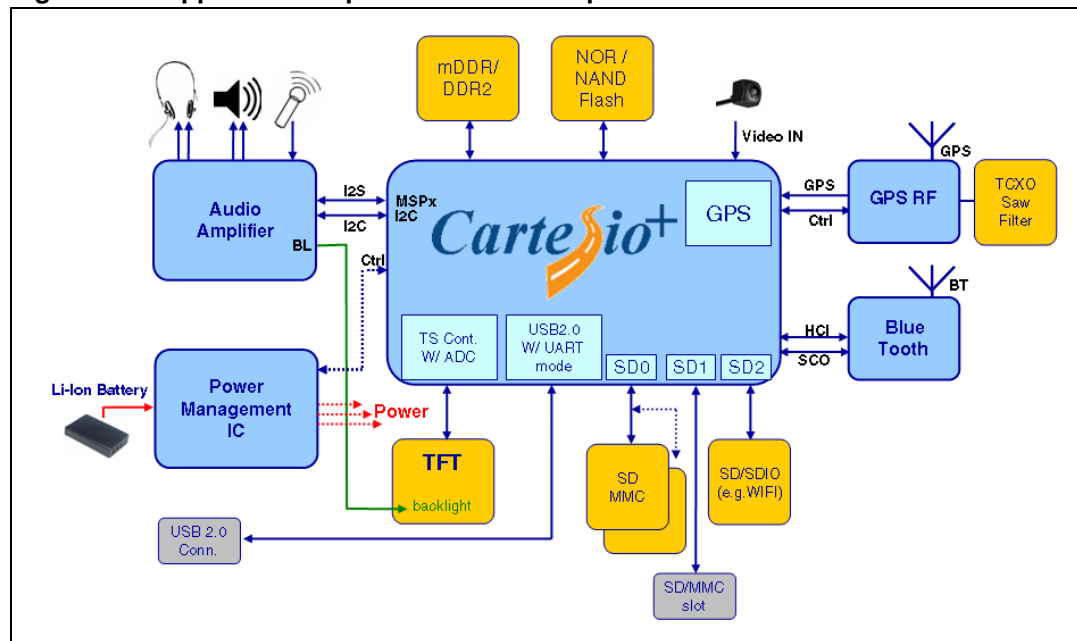 mDDR/
DDR2
NOR /
NAND
Flash
Video IN
GPS
Audio
Amplifier
BL
I2S
I2C
MSPx
I2C
Ctrl
Cartesio+
GPS
GPS
Ctrl
GPS RF
TCXO
Saw
Filter
BT
HCI
SCO
Blue
Tooth
TS Cont.
W/ ADC
USB2.0
W/ UART
mode
SD0
SD1
SD2
Li-Ion Battery
Power
Management
IC
Power
TFT
backlight
SD
MMC
SD/SDIO
(e.g.WIFI)
USB 2.0
Conn.
SD/MMC
slot